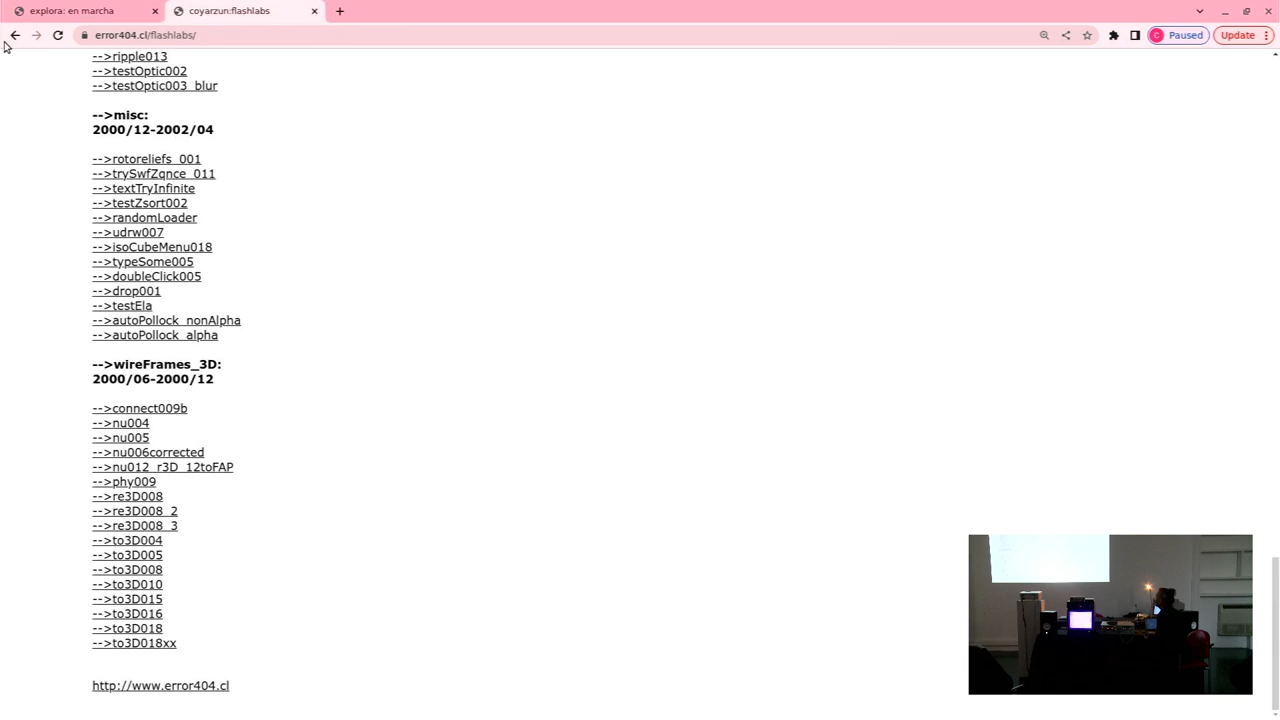 explora: en marcha
coyarzun:flashlabs
error404.cl/flashlabs/
C Paused
Update
-->ripple013
-->testOptic002
-->testOptic003_blur
-->misc:
2000/12-2002/04
-->rotoreliefs_001
-->trySwfZqnce_011
-->textTryInfinite
-->testZsort002
-->randomLoader
-->udrw007
-->isoCubeMenu018
-->typeSome005
-->doubleClick005
-->drop001
-->testEla
-->autoPollock_nonAlpha
-->autoPollock_alpha
-->wireFrames_3D:
2000/06-2000/12
-->connect009b
-->nu004
-->nu005
-->nu006corrected
-->nu012_r3D_12toFAP
-->phy009
-->re3D008
-->re3D008_2
-->re3D008_3
-->to3D004
-->to3D005
-->to3D008
-->to3D010
-->to3D015
-->to3D016
-->to3D018
-->to3D018xx
http://www.error404.cl